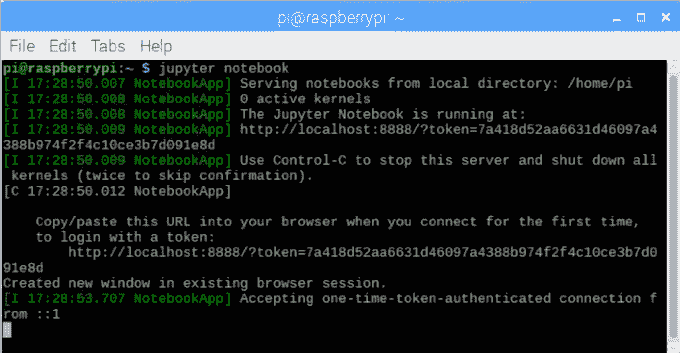 pi@raspberrypi: ~
File Edit Tabs Help
pi@raspberrypi:~ $ jupyter notebook
[I 17:28:50.007 NotebookApp] Serving notebooks from local directory: /home/pi
[I 17:28:50.008 NotebookApp] 0 active kernels
[I 17:28:50.008 NotebookApp] The Jupyter Notebook is running at:
[I 17:28:50.009 NotebookApp] http://localhost:8888/?token=7a418d52aa6631d46097a4
388b974f2f4c10ce3b7d091e8d
[I 17:28:50.009 NotebookApp] Use Control-C to stop this server and shut down all
kernels (twice to skip confirmation).
[C 17:28:50.012 NotebookApp]
Copy/paste this URL into your browser when you connect for the first time,
to login with a token:
http://localhost:8888/?token=7a418d52aa6631d46097a4388b974f2f4c10ce3b7d0
91e8d
Created new window in existing browser session.
[I 17:28:53.707 NotebookApp] Accepting one-time-token-authenticated connection f
rom ::1